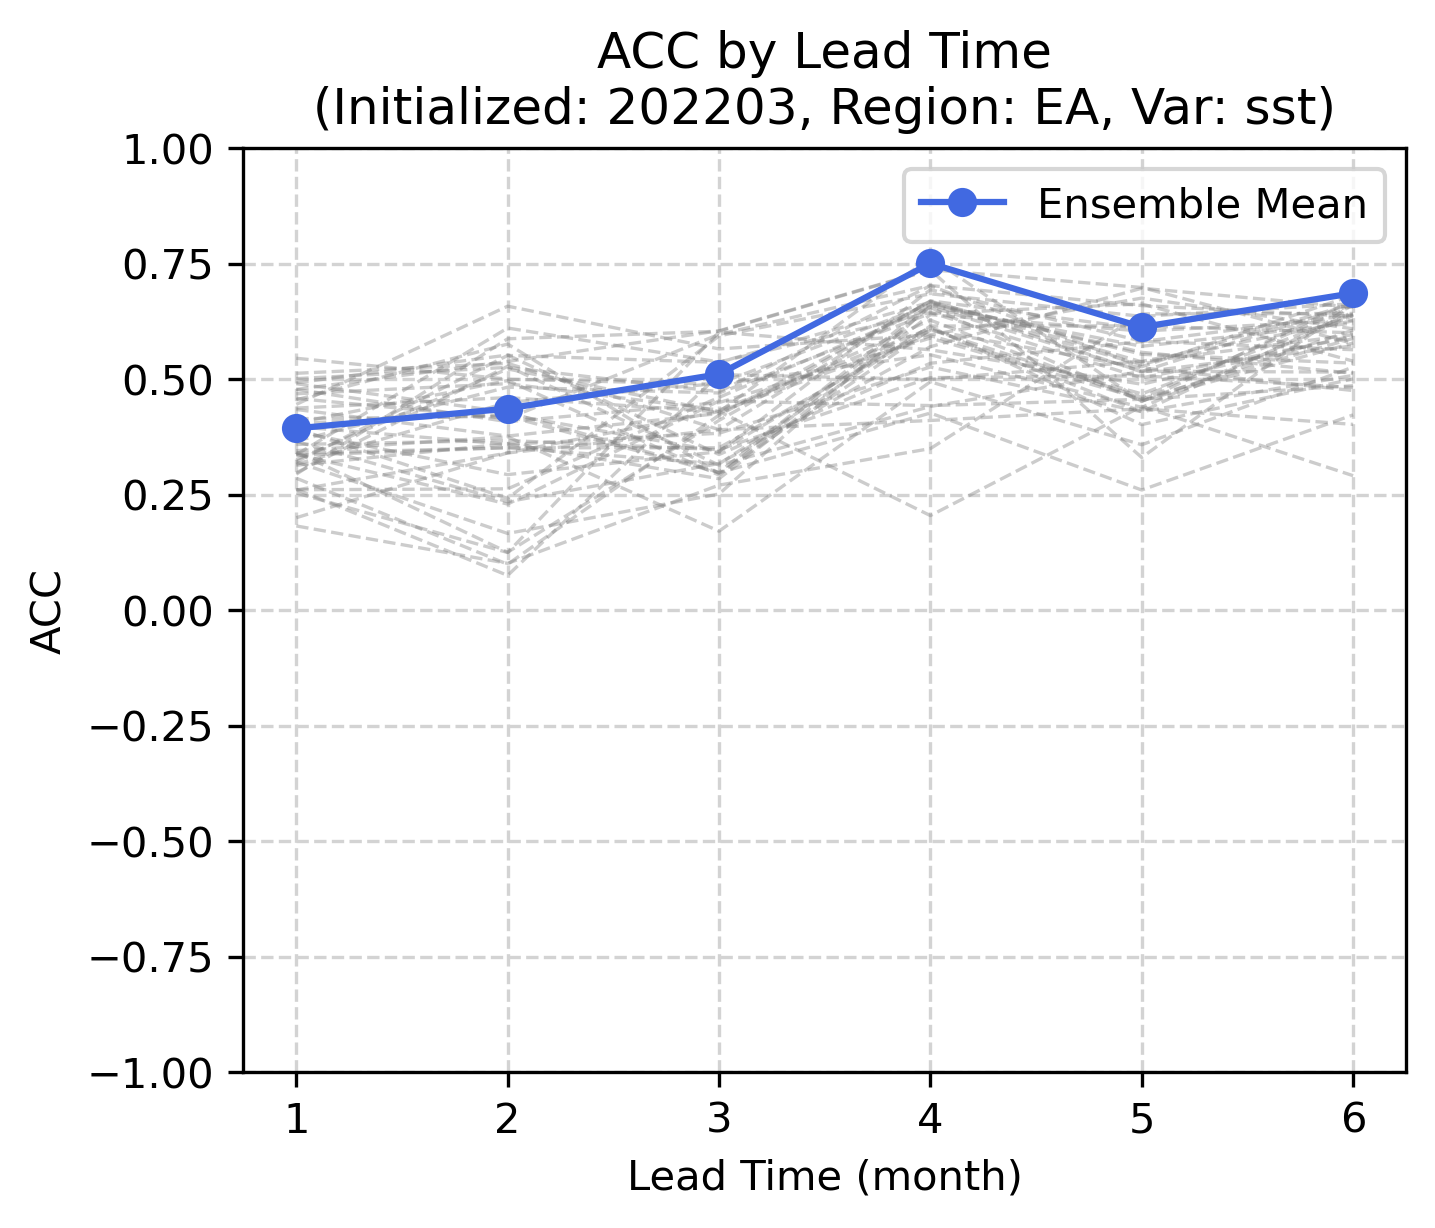 ACC by Lead Time
(Initialized: 202203, Region: EA, Var: sst)
Ensemble Mean
1.00
0.75
0.50
0.25
0.00
−0.25
−0.50
−0.75
−1.00
ACC
1 2 3 4 5 6
Lead Time (month)